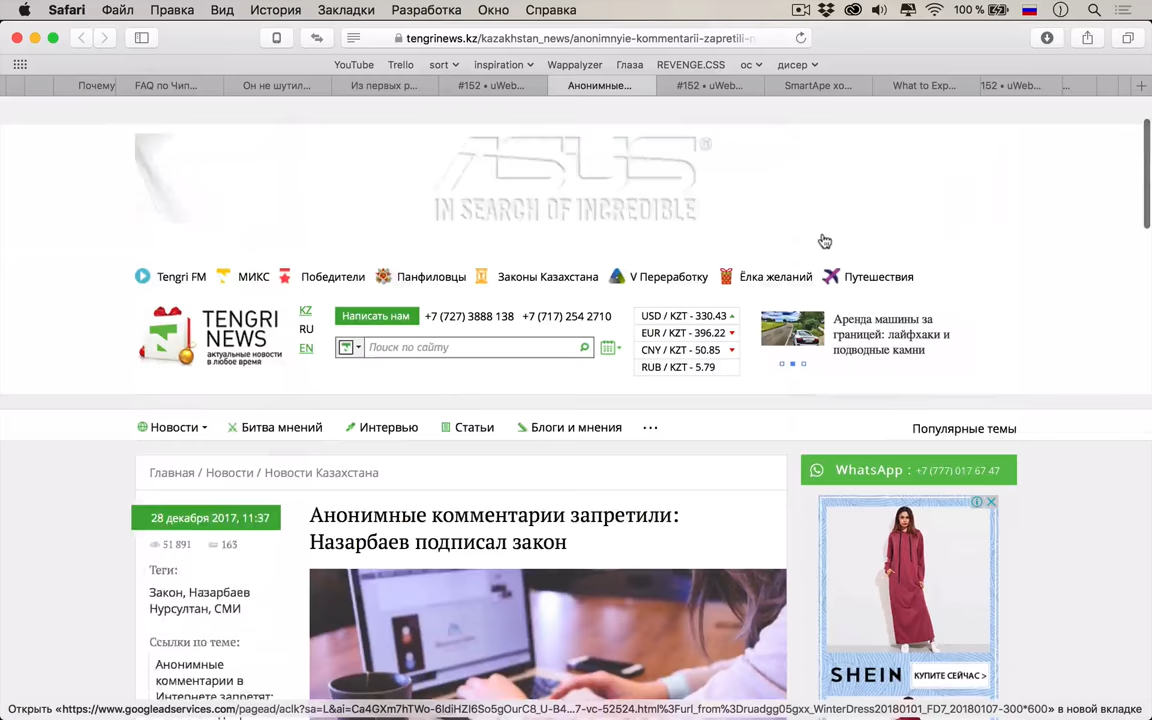 Safari Файл Правка Вид История Закладки Разработка Окно Справка 100 %
tengrinews.kz/kazakhstan_news/anonimnyie-kommentarii-zapretili-n
YouTube Trello sort inspiration Wappalyzer Глаза REVENGE.CSS ос дисер
Почему FAQ по Чип... Он не шутил... Из первых р... #152 • uWeb... Анонимные... #152 • uWeb... SmartApe хо... What to Exp... 152 • uWeb... ...
ASUS
IN SEARCH OF INCREDIBLE
Tengri FM МИКС Победители Панфиловцы Законы Казахстана V Переработку Ёлка желаний Путешествия
TENGRI
NEWS
актуальные новости
в любое время
KZ
RU
EN
Написать нам +7 (727) 3888 138 +7 (717) 254 2710
Поиск по сайту
USD / KZT - 330.43
EUR / KZT - 396.22
CNY / KZT - 50.85
RUB / KZT - 5.79
Аренда машины за
границей: лайфхаки и
подводные камни
Новости Битва мнений Интервью Статьи Блоги и мнения ... Популярные темы
Главная / Новости / Новости Казахстана
WhatsApp : +7 (777) 017 67 47
28 декабря 2017, 11:37
51 891 163
Теги:
Закон, Назарбаев
Нурсултан, СМИ
Ссылки по теме:
Анонимные
комментарии в
Интернете запретят:
Анонимные комментарии запретили:
Назарбаев подписал закон
SHEIN КУПИТЕ СЕЙЧАС >
Открыть «https://www.googleadservices.com/pagead/aclk?sa=L&ai=Ca4GXm7hTWo-6IdiHZI6So5gOurC8_U-B4...7-vc-52524.html%3Furl_from%3Druadgg05gxx_WinterDress20180101_FD7_20180107-300*600» в новой вкладке